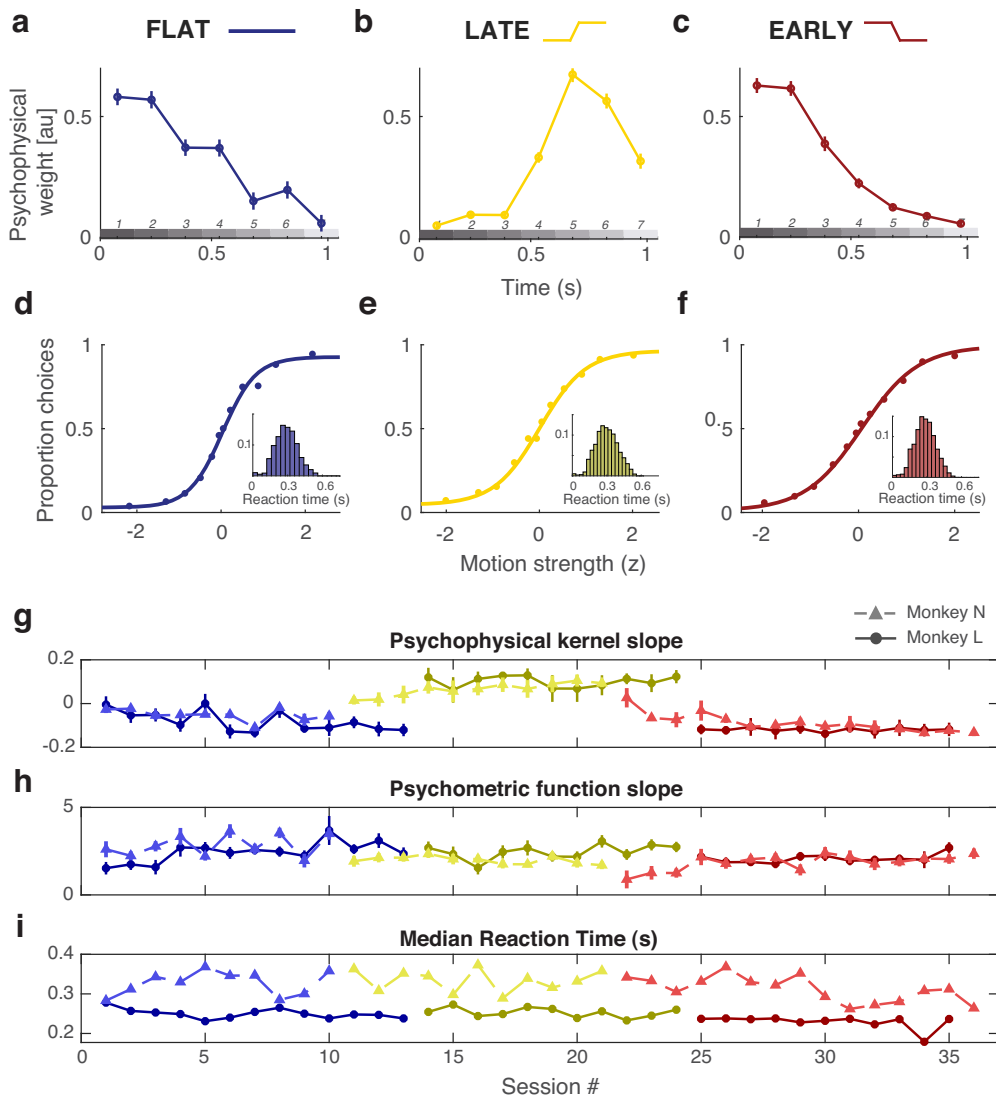 a FLAT
b LATE
c EARLY
Psychophysical
weight [au]
0.5
0
1 2 3 4 5 6
0 0.5 1
0.5
0
1 2 3 4 5 6 7
0 0.5 1
0.5
0
1 2 3 4 5 6
0 0.5 1
Time (s)
d
Proportion choices
1
0.5
0
-2 0 2
0.1
0 0.3 0.6
Reaction time (s)
e
1
0.5
0
-2 0 2
0.1
0 0.3 0.6
Reaction time (s)
f
1
0.5
0
0
-2 0 2
0.1
0 0.3 0.6
Reaction time (s)
Motion strength (z)
Monkey N
Monkey L
g
Psychophysical kernel slope
0.2
0
-0.2
h
Psychometric function slope
5
0
i
Median Reaction Time (s)
0.4
0.3
0.2
0 5 10 15 20 25 30 35
Session #